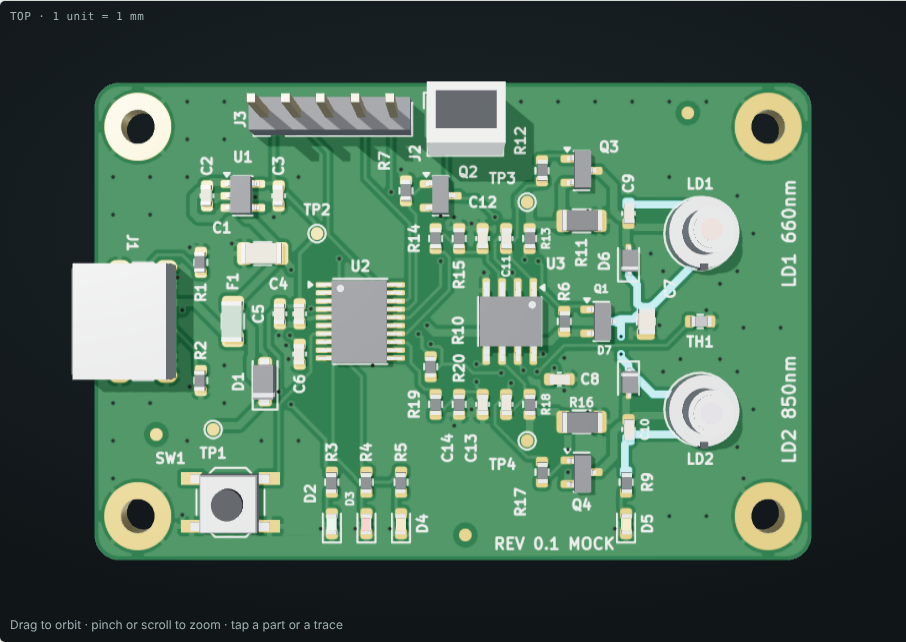 TOP · 1 unit = 1 mm
J3
J2
R7
R12
Q3
C2
U1
C3
Q2
TP3
C9
LD1
C12
C1
TP2
LD1 660nm
J1
R14
R13
R11
D6
R15
C11
U3
R1
F1
C4
U2
R6
Q1
C7
C5
R10
D7
TH1
R2
D1
C6
R20
C8
R19
R18
R16
C10
LD2 850nm
SW1
TP1
R3
R4
R5
C14
C13
TP4
LD2
D2
D3
D4
R17
Q4
R9
D5
REV 0.1 MOCK
Drag to orbit · pinch or scroll to zoom · tap a part or a trace